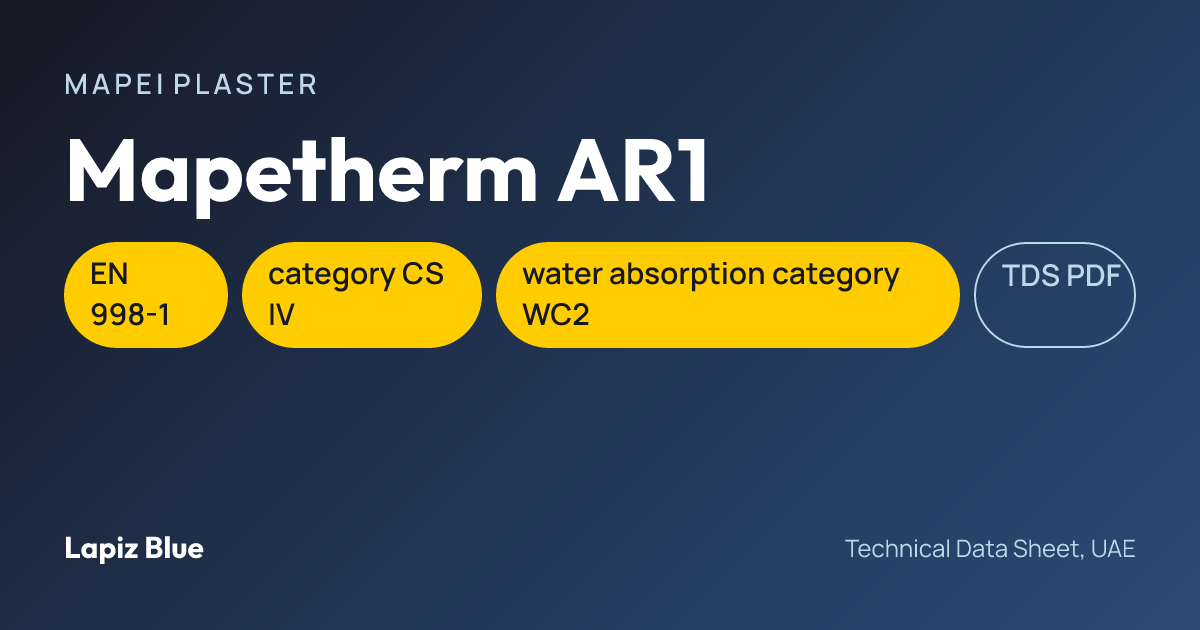 MAPEI PLASTER
Mapetherm AR1
EN
998-1
category CS
IV
water absorption category
WC2
TDS PDF
Lapiz Blue
Technical Data Sheet, UAE